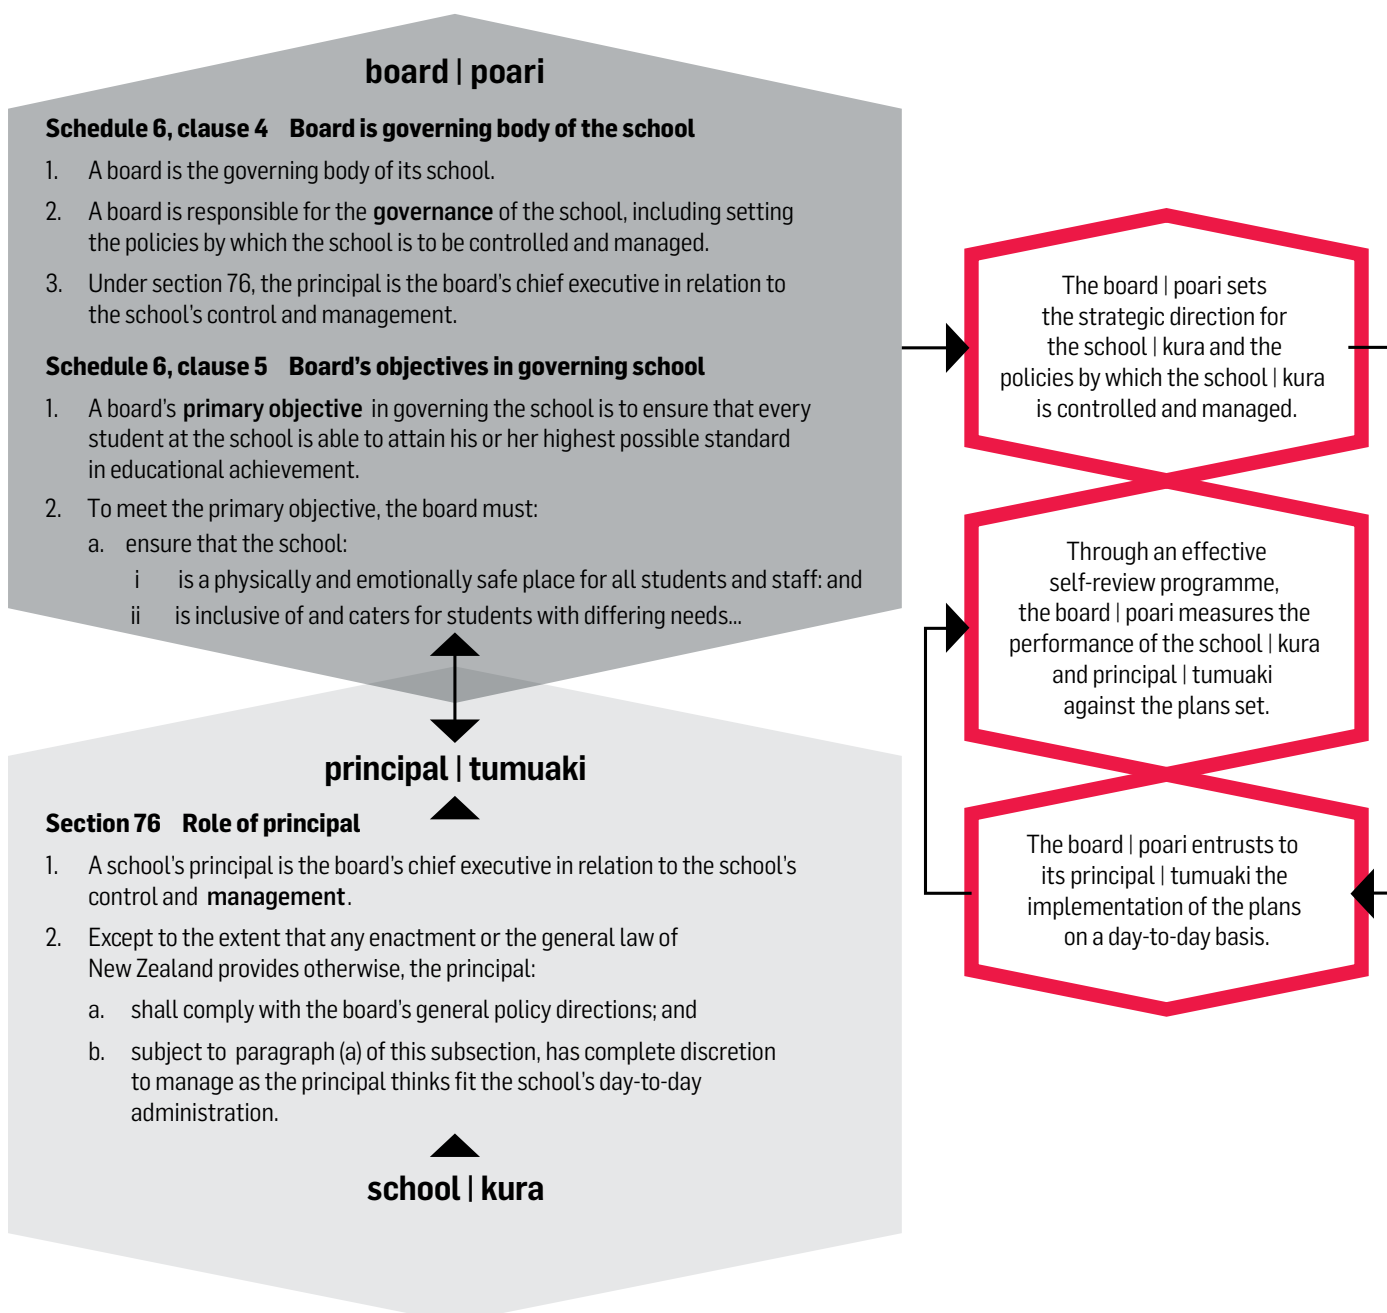 board | poari
Schedule 6, clause 4 Board is governing body of the school
1. A board is the governing body of its school.
2. A board is responsible for the governance of the school, including setting
the policies by which the school is to be controlled and managed.
3. Under section 76, the principal is the board's chief executive in relation to
the school's control and management.
Schedule 6, clause 5 Board's objectives in governing school
1. A board's primary objective in governing the school is to ensure that every
student at the school is able to attain his or her highest possible standard
in educational achievement.
2. To meet the primary objective, the board must:
a. ensure that the school:
i is a physically and emotionally safe place for all students and staff: and
ii is inclusive of and caters for students with differing needs...
principal | tumuaki
Section 76 Role of principal
1. A school's principal is the board's chief executive in relation to the school's
control and management.
2. Except to the extent that any enactment or the general law of
New Zealand provides otherwise, the principal:
a. shall comply with the board's general policy directions; and
b. subject to paragraph (a) of this subsection, has complete discretion
to manage as the principal thinks fit the school's day-to-day
administration.
school | kura
The board | poari sets
the strategic direction for
the school | kura and the
policies by which the school | kura
is controlled and managed.
Through an effective
self-review programme,
the board | poari measures the
performance of the school | kura
and principal | tumuaki
against the plans set.
The board | poari entrusts to
its principal | tumuaki the
implementation of the plans
on a day-to-day basis.